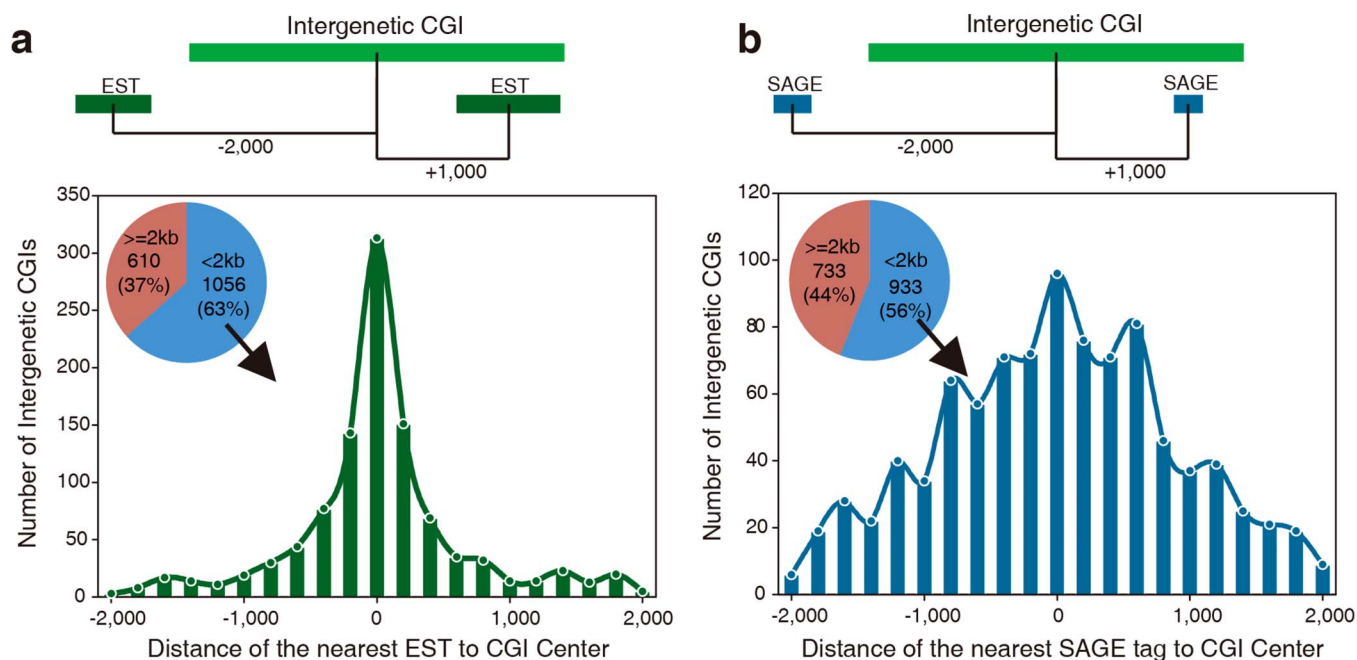 a
Intergenetic CGI
EST
EST
-2,000
+1,000
350
300
250
200
150
100
50
0
Number of Intergenetic CGIs
>=2kb
610
(37%)
<2kb
1056
(63%)
-2,000
-1,000
0
1,000
2,000
Distance of the nearest EST to CGI Center
b
Intergenetic CGI
SAGE
SAGE
-2,000
+1,000
120
100
80
60
40
20
0
Number of Intergenetic CGIs
>=2kb
733
(44%)
<2kb
933
(56%)
-2,000
-1,000
0
1,000
2,000
Distance of the nearest SAGE tag to CGI Center